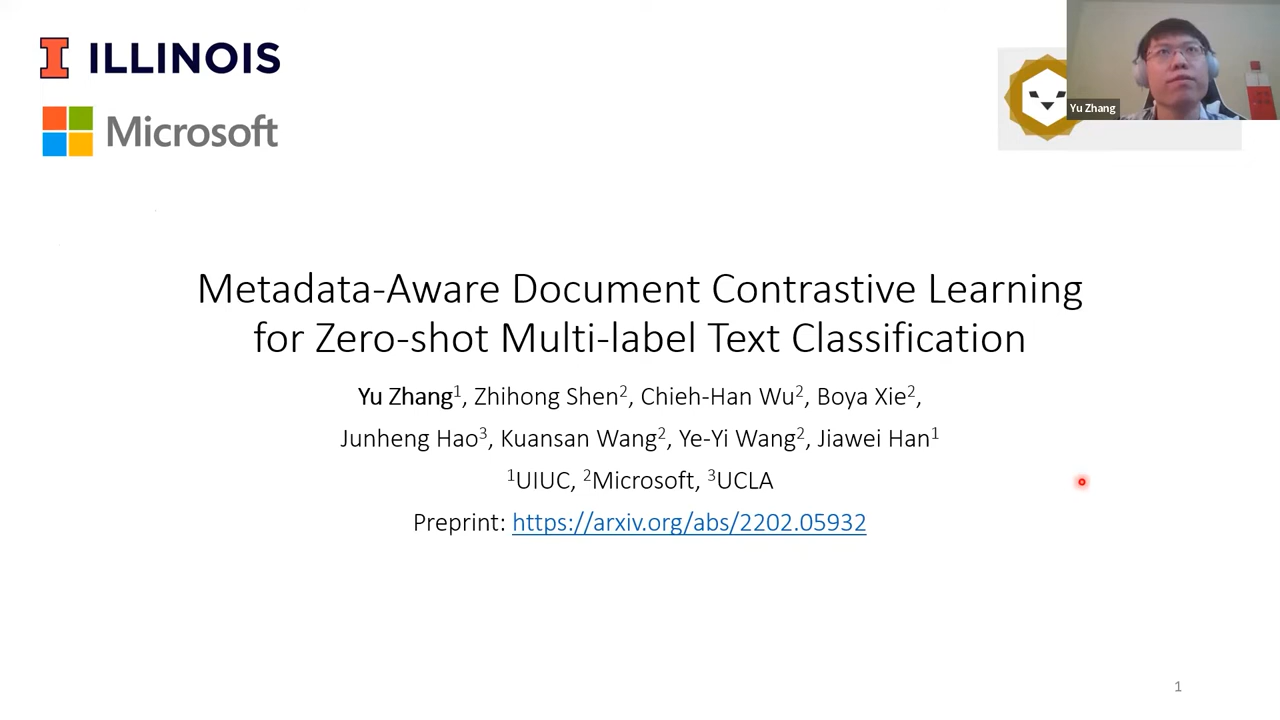 ILLINOIS
Microsoft
Yu Zhang
Metadata-Aware Document Contrastive Learning
for Zero-shot Multi-label Text Classification
Yu Zhang¹, Zhihong Shen², Chieh-Han Wu², Boya Xie²,
Junheng Hao³, Kuansan Wang², Ye-Yi Wang², Jiawei Han¹
¹UIUC, ²Microsoft, ³UCLA
Preprint: https://arxiv.org/abs/2202.05932
1